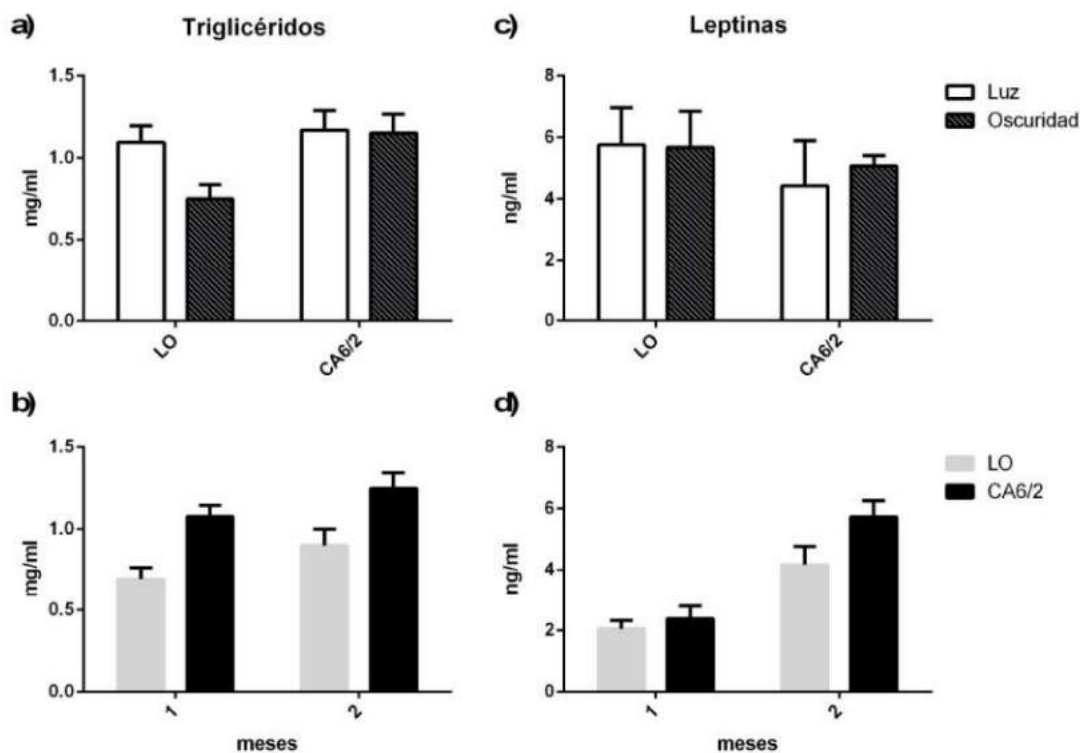 a)
Triglicéridos
1.5
1.0
0.5
0.0
mg/ml
LO
CA6/2
c)
Leptinas
8
6
4
2
0
ng/ml
LO
CA6/2
Luz
Oscuridad
b)
1.5
1.0
0.5
0.0
mg/ml
1
2
meses
d)
8
6
4
2
0
ng/ml
1
2
meses
LO
CA6/2